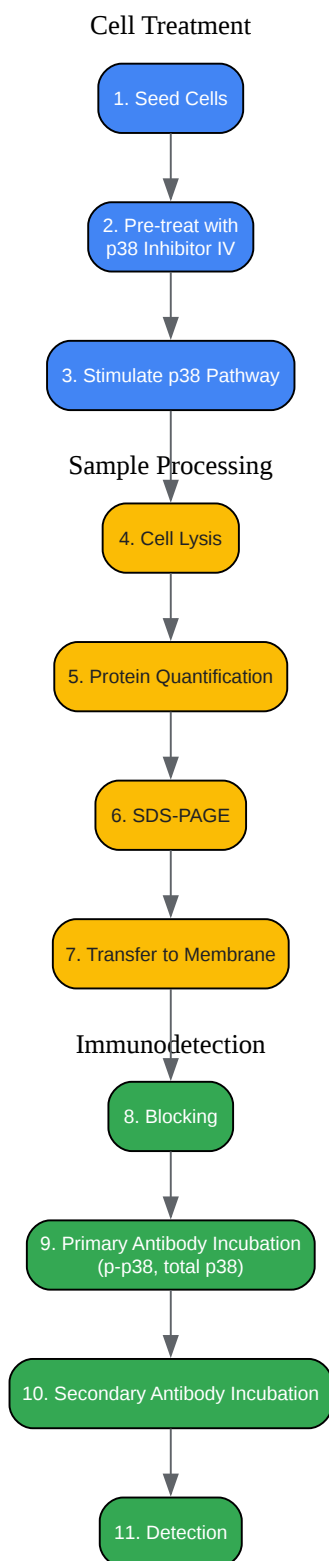 Cell Treatment
1. Seed Cells
2. Pre-treat with
p38 Inhibitor IV
3. Stimulate p38 Pathway
Sample Processing
4. Cell Lysis
5. Protein Quantification
6. SDS-PAGE
7. Transfer to Membrane
Immunodetection
8. Blocking
9. Primary Antibody Incubation
(p-p38, total p38)
10. Secondary Antibody Incubation
11. Detection